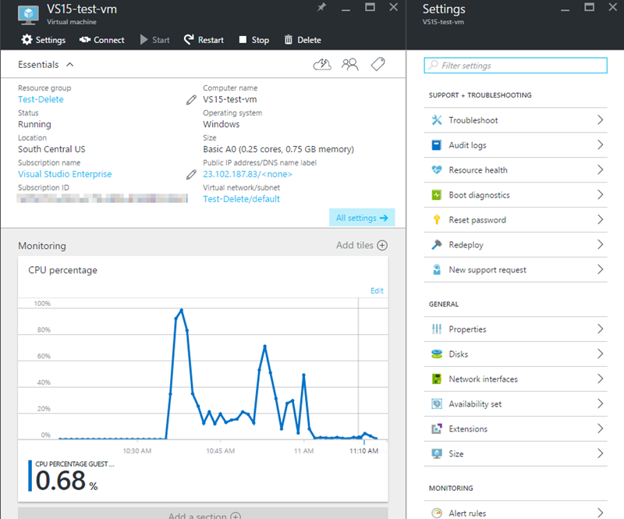 VS15-test-vm
Virtual machine
Settings Connect Start Restart Stop Delete
Essentials
Resource group
Test-Delete
Status
Running
Location
South Central US
Subscription name
Visual Studio Enterprise
Subscription ID
Computer name
VS15-test-vm
Operating system
Windows
Size
Basic A0 (0.25 cores, 0.75 GB memory)
Public IP address/DNS name label
23.102.187.83/<none>
Virtual network/subnet
Test-Delete/default
All settings →
Monitoring
Add tiles
CPU percentage
Edit
100%
80%
60%
40%
20%
0%
10:30 AM 10:45 AM 11 AM 11:10 AM
CPU PERCENTAGE GUEST ...
0.68 %
Add a section
Settings
VS15-test-vm
Filter settings
SUPPORT + TROUBLESHOOTING
Troubleshoot
Audit logs
Resource health
Boot diagnostics
Reset password
Redeploy
New support request
GENERAL
Properties
Disks
Network interfaces
Availability set
Extensions
Size
MONITORING
Alert rules